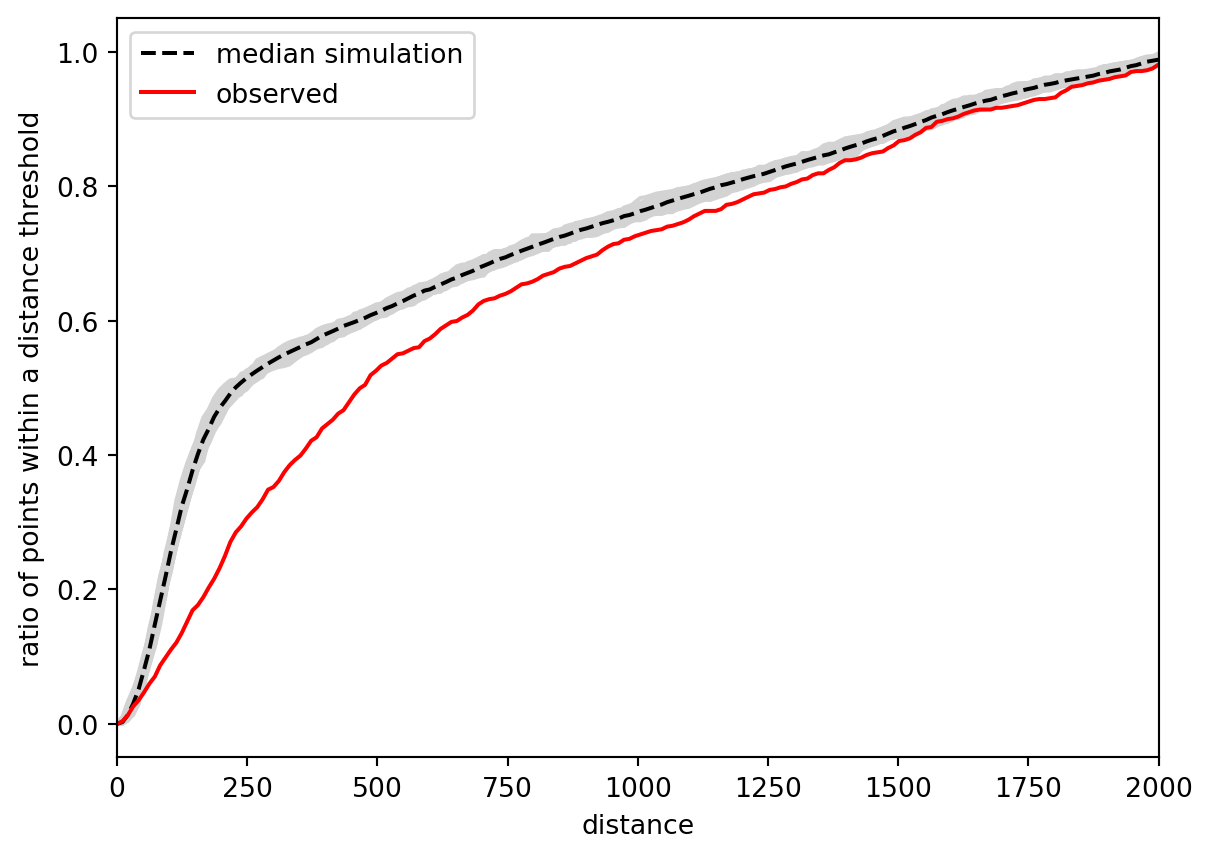 median simulation
observed
ratio of points within a distance threshold
1.0
0.8
0.6
0.4
0.2
0.0
0 250 500 750 1000 1250 1500 1750 2000
distance